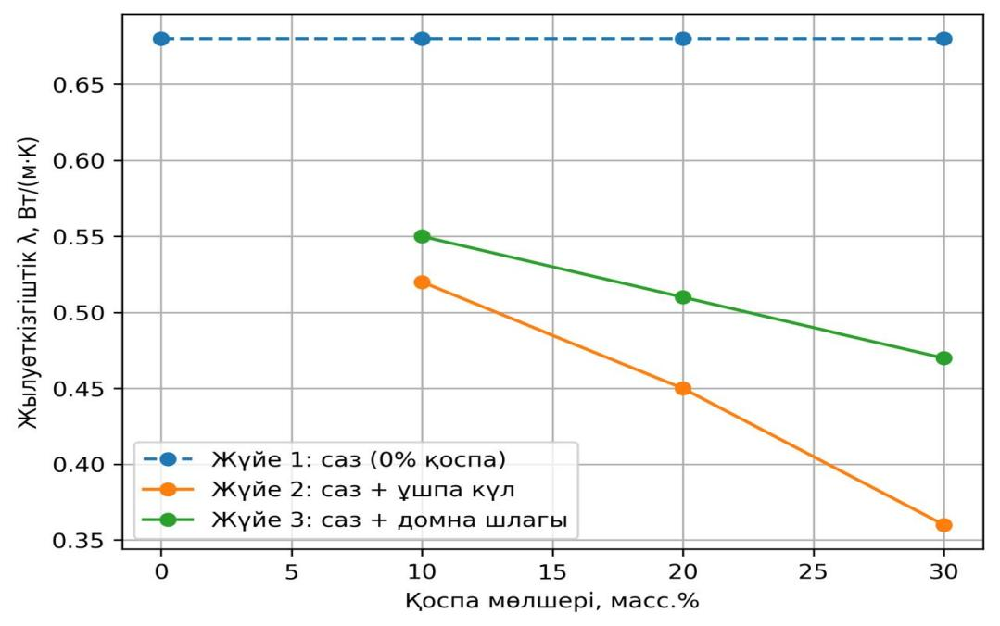 0.65
0.60
0.55
0.50
0.45
0.40
0.35
Жылуөткізгіштік λ, Вт/(м·К)
Жүйе 1: саз (0% қоспа)
Жүйе 2: саз + ұшпа күл
Жүйе 3: саз + домна шлагы
0 5 10 15 20 25 30
Қоспа мөлшері, масс.%